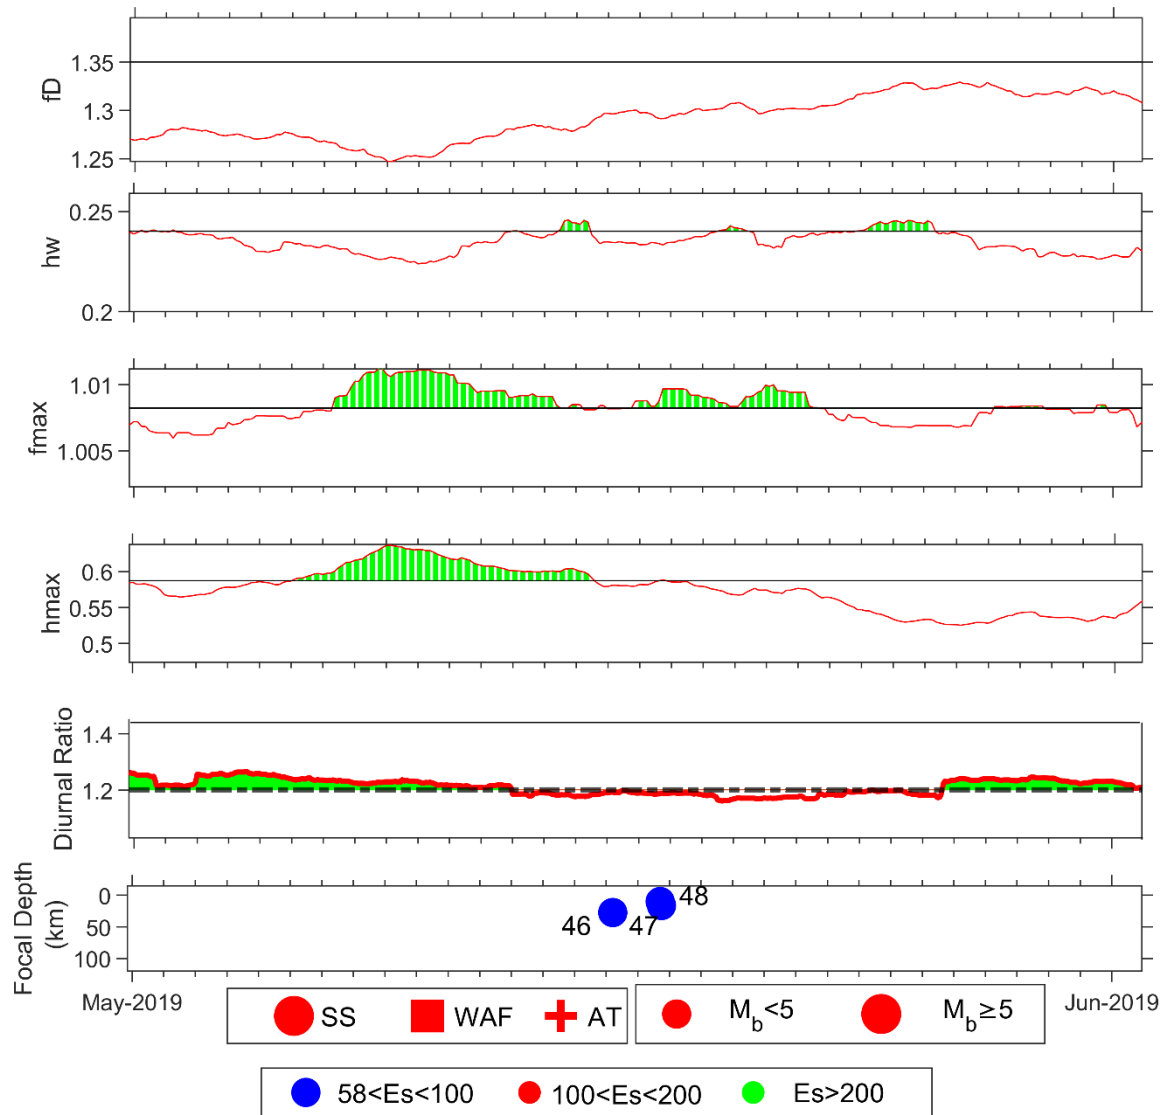 1.35
fD
1.3
1.25
0.25
hw
0.2
1.01
fmax
1.005
0.6
hmax
0.55
0.5
Diurnal Ratio
1.4
1.2
Focal Depth
(km)
0
50
100
48
46 47
May-2019 Jun-2019
SS WAF AT M_b<5 M_b≥5
58<Es<100 100<Es<200 Es>200